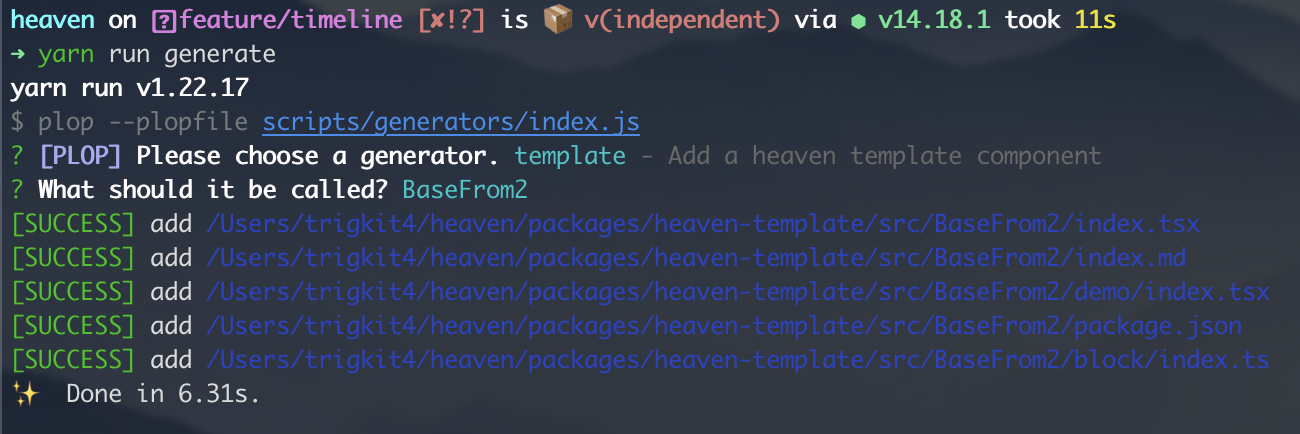 heaven on ⍰feature/timeline [✘!?] is 📦 v(independent) via ⬢ v14.18.1 took 11s
➜ yarn run generate
yarn run v1.22.17
$ plop --plopfile scripts/generators/index.js
? [PLOP] Please choose a generator. template - Add a heaven template component
? What should it be called? BaseFrom2
[SUCCESS] add /Users/trigkit4/heaven/packages/heaven-template/src/BaseFrom2/index.tsx
[SUCCESS] add /Users/trigkit4/heaven/packages/heaven-template/src/BaseFrom2/index.md
[SUCCESS] add /Users/trigkit4/heaven/packages/heaven-template/src/BaseFrom2/demo/index.tsx
[SUCCESS] add /Users/trigkit4/heaven/packages/heaven-template/src/BaseFrom2/package.json
[SUCCESS] add /Users/trigkit4/heaven/packages/heaven-template/src/BaseFrom2/block/index.ts
✨ Done in 6.31s.